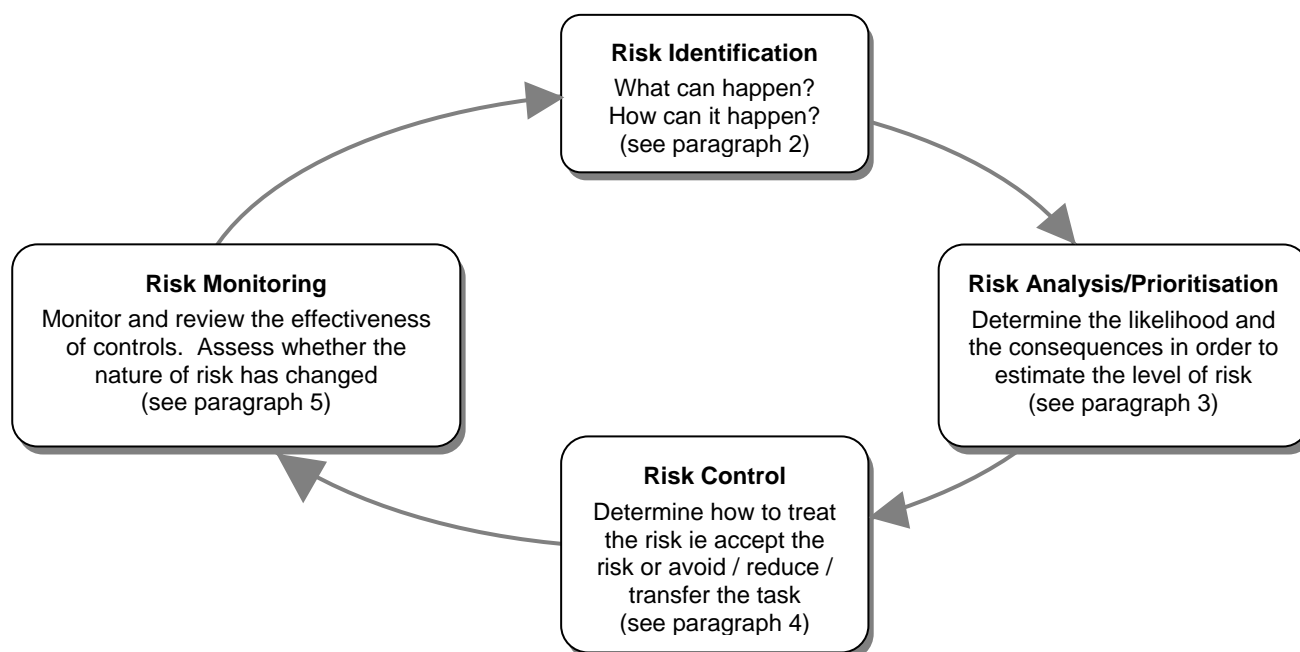 Risk Identification
What can happen?
How can it happen?
(see paragraph 2)
Risk Analysis/Prioritisation
Determine the likelihood and
the consequences in order to
estimate the level of risk
(see paragraph 3)
Risk Control
Determine how to treat
the risk ie accept the
risk or avoid / reduce /
transfer the task
(see paragraph 4)
Risk Monitoring
Monitor and review the effectiveness
of controls.  Assess whether the
nature of risk has changed
(see paragraph 5)